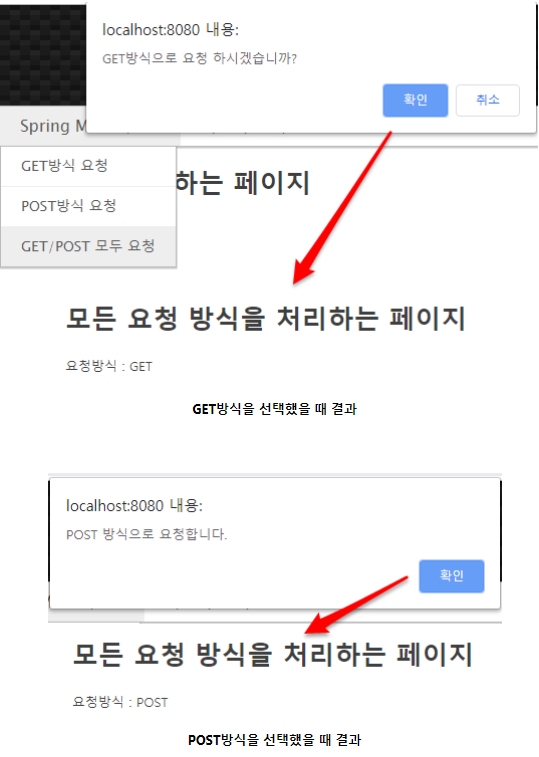 localhost:8080 내용:
GET방식으로 요청 하시겠습니까?
확인 취소
Spring M
GET방식 요청
하는 페이지
POST방식 요청
GET/POST 모두 요청
모든 요청 방식을 처리하는 페이지
요청방식 : GET
GET방식을 선택했을 때 결과
localhost:8080 내용:
POST 방식으로 요청합니다.
확인
모든 요청 방식을 처리하는 페이지
요청방식 : POST
POST방식을 선택했을 때 결과